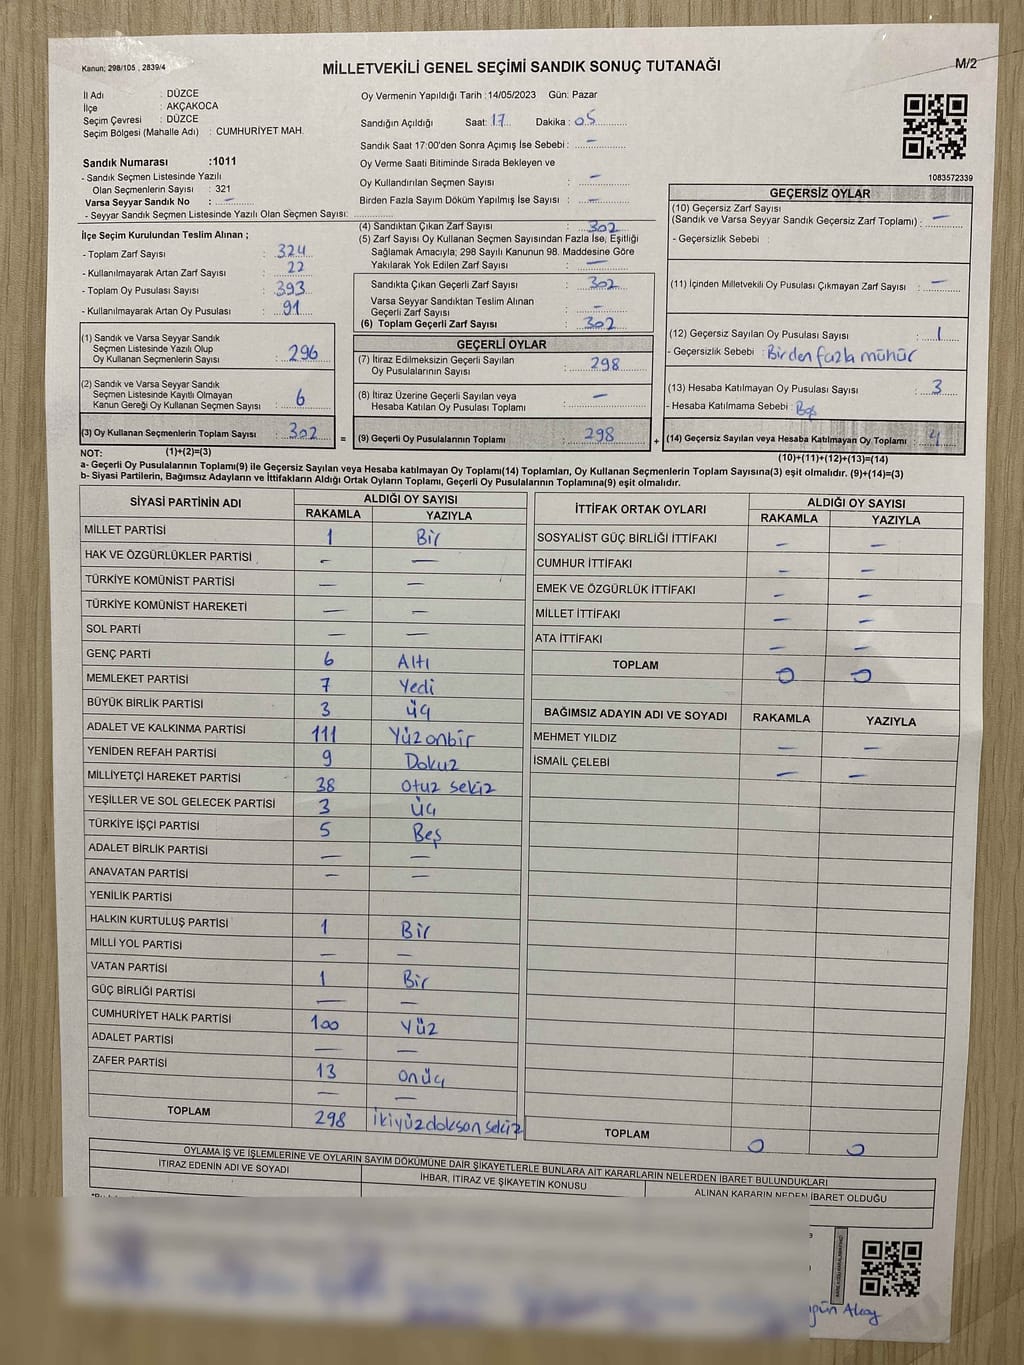 Kanun; 298/105 , 2839/4
MİLLETVEKİLİ GENEL SEÇİMİ SANDIK SONUÇ TUTANAĞI
M/2
İl Adı : DÜZCE
İlçe : AKÇAKOCA
Seçim Çevresi : DÜZCE
Seçim Bölgesi (Mahalle Adı) : CUMHURİYET MAH.
Sandık Numarası :1011
- Sandık Seçmen Listesinde Yazılı
Olan Seçmenlerin Sayısı : 321
Varsa Seyyar Sandık No : –
- Seyyar Sandık Seçmen Listesinde Yazılı Olan Seçmen Sayısı:
Oy Vermenin Yapıldığı Tarih :14/05/2023 Gün: Pazar
Sandığın Açıldığı Saat: 17 Dakika : 05
Sandık Saat 17:00'den Sonra Açımış İse Sebebi : –
Oy Verme Saati Bitiminde Sırada Bekleyen ve
Oy Kullandırılan Seçmen Sayısı : –
Birden Fazla Sayım Döküm Yapılmış İse Sayısı : –
1083572339
İlçe Seçim Kurulundan Teslim Alınan ;
- Toplam Zarf Sayısı : 324
- Kullanılmayarak Artan Zarf Sayısı : 22
- Toplam Oy Pusulası Sayısı : 393
- Kullanılmayarak Artan Oy Pusulası : 91
(1) Sandık ve Varsa Seyyar Sandık
Seçmen Listesinde Yazılı Olup
Oy Kullanan Seçmenlerin Sayısı : 296
(2) Sandık ve Varsa Seyyar Sandık
Seçmen Listesinde Kayıtlı Olmayan
Kanun Gereği Oy Kullanan Seçmen Sayısı : 6
(3) Oy Kullanan Seçmenlerin Toplam Sayısı : 302
(1)+(2)=(3)
(4) Sandıktan Çıkan Zarf Sayısı : 302
(5) Zarf Sayısı Oy Kullanan Seçmen Sayısından Fazla İse, Eşitliği
Sağlamak Amacıyla; 298 Sayılı Kanunun 98. Maddesine Göre
Yakılarak Yok Edilen Zarf Sayısı : –
Sandıkta Çıkan Geçerli Zarf Sayısı : 302
Varsa Seyyar Sandıktan Teslim Alınan
Geçerli Zarf Sayısı : –
(6) Toplam Geçerli Zarf Sayısı : 302
GEÇERLİ OYLAR
(7) İtiraz Edilmeksizin Geçerli Sayılan
Oy Pusulalarının Sayısı : 298
(8) İtiraz Üzerine Geçerli Sayılan veya
Hesaba Katılan Oy Pusulası Toplamı : –
= (9) Geçerli Oy Pusulalarının Toplamı : 298
GEÇERSİZ OYLAR
(10) Geçersiz Zarf Sayısı
(Sandık ve Varsa Seyyar Sandık Geçersiz Zarf Toplamı) : –
- Geçersizlik Sebebi :
(11) İçinden Milletvekili Oy Pusulası Çıkmayan Zarf Sayısı : –
(12) Geçersiz Sayılan Oy Pusulası Sayısı : 1
- Geçersizlik Sebebi : Birden fazla mühür
(13) Hesaba Katılmayan Oy Pusulası Sayısı : 3
- Hesaba Katılmama Sebebi : Boş
+ (14) Geçersiz Sayılan veya Hesaba Katılmayan Oy Toplamı : 4
(10)+(11)+(12)+(13)=(14)
NOT:
a- Geçerli Oy Pusulalarının Toplamı(9) ile Geçersiz Sayılan veya Hesaba katılmayan Oy Toplamı(14) Toplamları, Oy Kullanan Seçmenlerin Toplam Sayısına(3) eşit olmalıdır. (9)+(14)=(3)
b- Siyasi Partilerin, Bağımsız Adayların ve İttifakların Aldığı Ortak Oyların Toplamı, Geçerli Oy Pusulalarının Toplamına(9) eşit olmalıdır.
SİYASİ PARTİNİN ADI ALDIĞI OY SAYISI
RAKAMLA YAZIYLA
MİLLET PARTİSİ 1 Bir
HAK VE ÖZGÜRLÜKLER PARTİSİ – –
TÜRKİYE KOMÜNİST PARTİSİ – –
TÜRKİYE KOMÜNİST HAREKETİ – –
SOL PARTİ – –
GENÇ PARTİ 6 Altı
MEMLEKET PARTİSİ 7 Yedi
BÜYÜK BİRLİK PARTİSİ 3 üç
ADALET VE KALKINMA PARTİSİ 111 Yüzonbir
YENİDEN REFAH PARTİSİ 9 Dokuz
MİLLİYETÇİ HAREKET PARTİSİ 38 otuz sekiz
YEŞİLLER VE SOL GELECEK PARTİSİ 3 üç
TÜRKİYE İŞÇİ PARTİSİ 5 Beş
ADALET BİRLİK PARTİSİ – –
ANAVATAN PARTİSİ – –
YENİLİK PARTİSİ
HALKIN KURTULUŞ PARTİSİ 1 Bir
MİLLİ YOL PARTİSİ – –
VATAN PARTİSİ 1 Bir
GÜÇ BİRLİĞİ PARTİSİ – –
CUMHURİYET HALK PARTİSİ 100 Yüz
ADALET PARTİSİ – –
ZAFER PARTİSİ 13 onüç
– –
TOPLAM 298 ikiyüzdoksan sekiz
İTTİFAK ORTAK OYLARI ALDIĞI OY SAYISI
RAKAMLA YAZIYLA
SOSYALİST GÜÇ BİRLİĞİ İTTİFAKI – –
CUMHUR İTTİFAKI – –
EMEK VE ÖZGÜRLÜK İTTİFAKI – –
MİLLET İTTİFAKI – –
ATA İTTİFAKI – –
TOPLAM 0 0
BAĞIMSIZ ADAYIN ADI VE SOYADI RAKAMLA YAZIYLA
MEHMET YILDIZ – –
İSMAİL ÇELEBİ – –
TOPLAM 0 0
OYLAMA İŞ VE İŞLEMLERİNE VE OYLARIN SAYIM DÖKÜMÜNE DAİR ŞİKAYETLERLE BUNLARA AİT KARARLARIN NELERDEN İBARET BULUNDUKLARI
İTİRAZ EDENİN ADI VE SOYADI İHBAR, İTİRAZ VE ŞİKAYETİN KONUSU ALINAN KARARIN NEDEN İBARET OLDUĞU